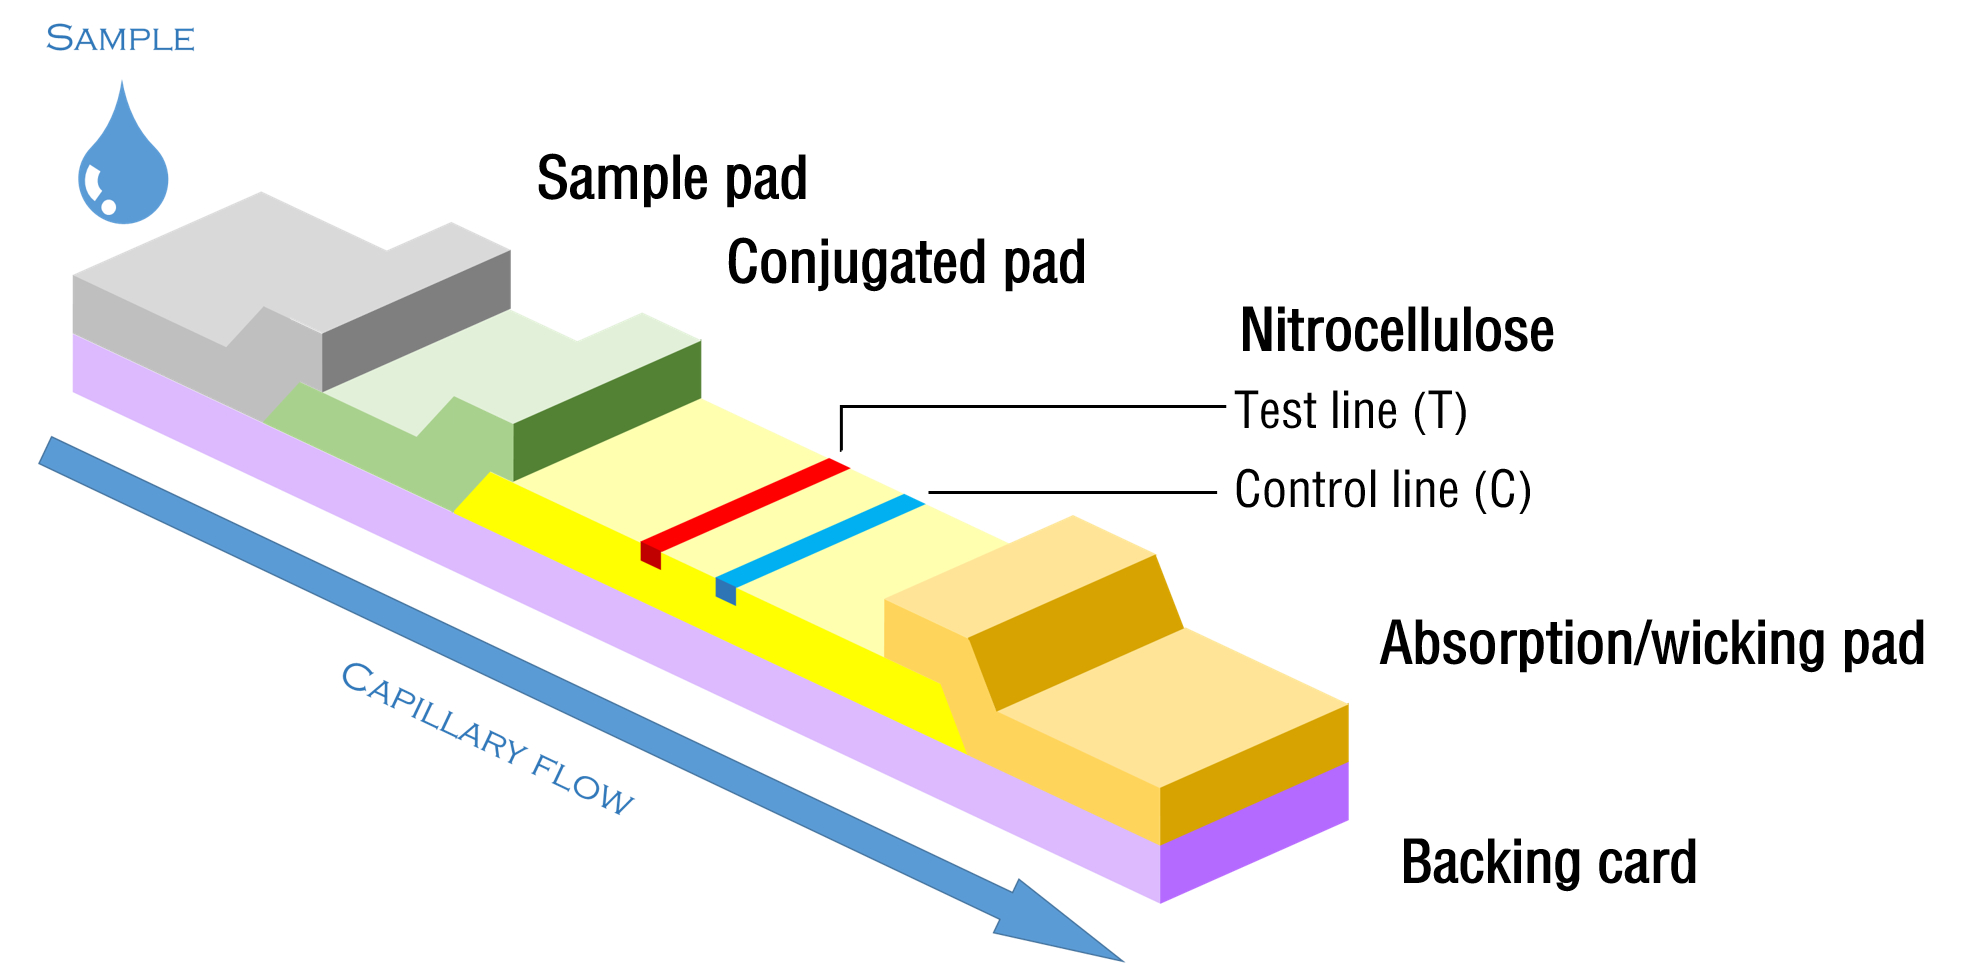 SAMPLE
Sample pad
Conjugated pad
Nitrocellulose
Test line (T)
Control line (C)
Absorption/wicking pad
CAPILLARY FLOW
Backing card